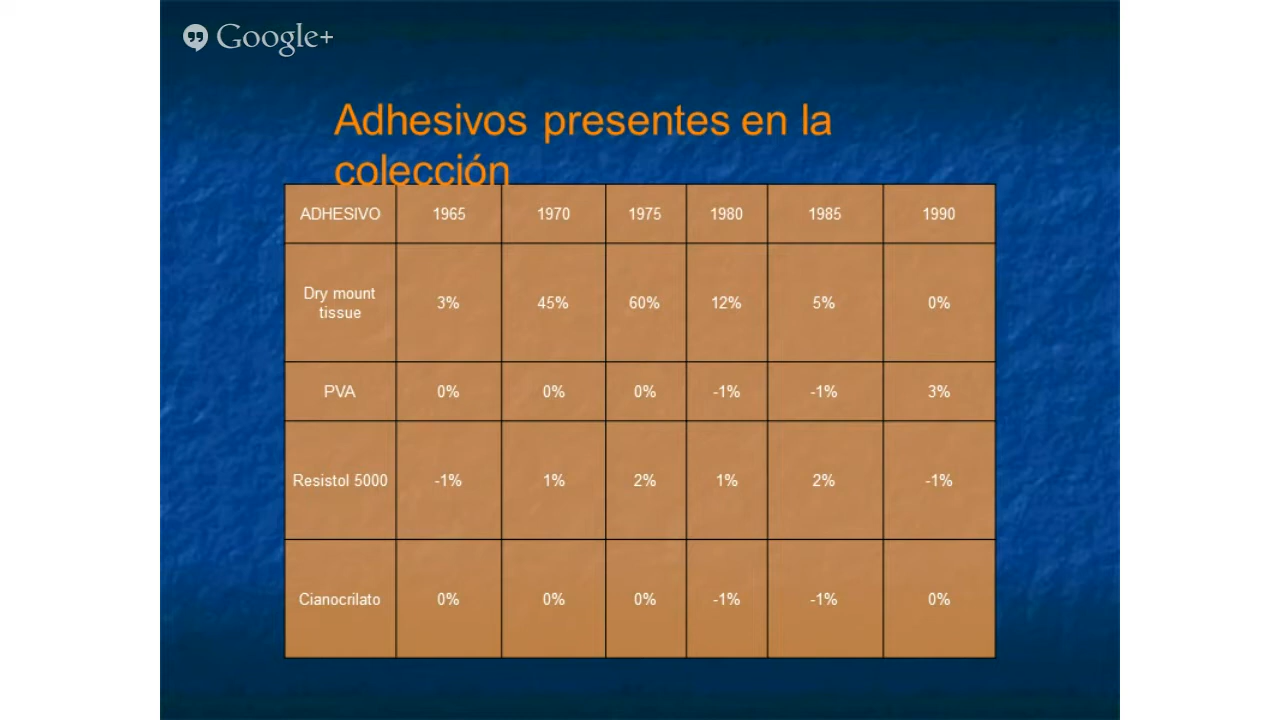 Google+
Adhesivos presentes en la
colección
ADHESIVO 1965 1970 1975 1980 1985 1990
Dry mount
tissue 3% 45% 60% 12% 5% 0%
PVA 0% 0% 0% -1% -1% 3%
Resistol 5000 -1% 1% 2% 1% 2% -1%
Cianocrilato 0% 0% 0% -1% -1% 0%